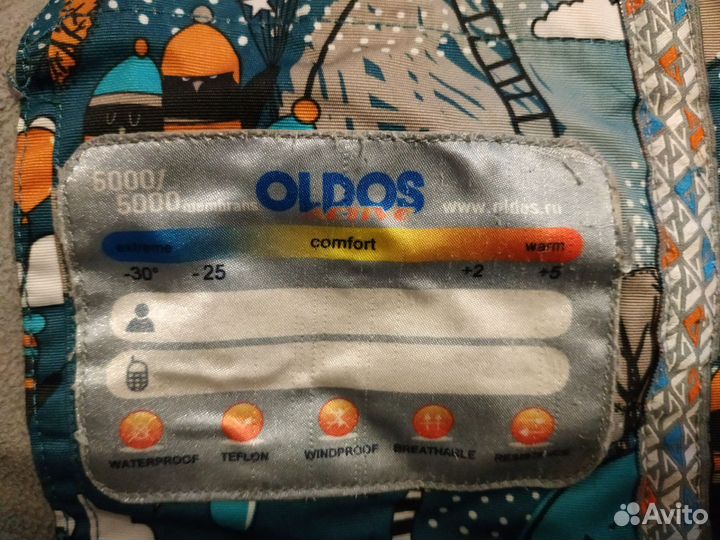 5000/
5000 membrane
OLDOS
ACTIVE
www.oldos.ru
extreme comfort warm
-30° -25 +2 +5
WATERPROOF TEFLON WINDPROOF BREATHABLE
Avito